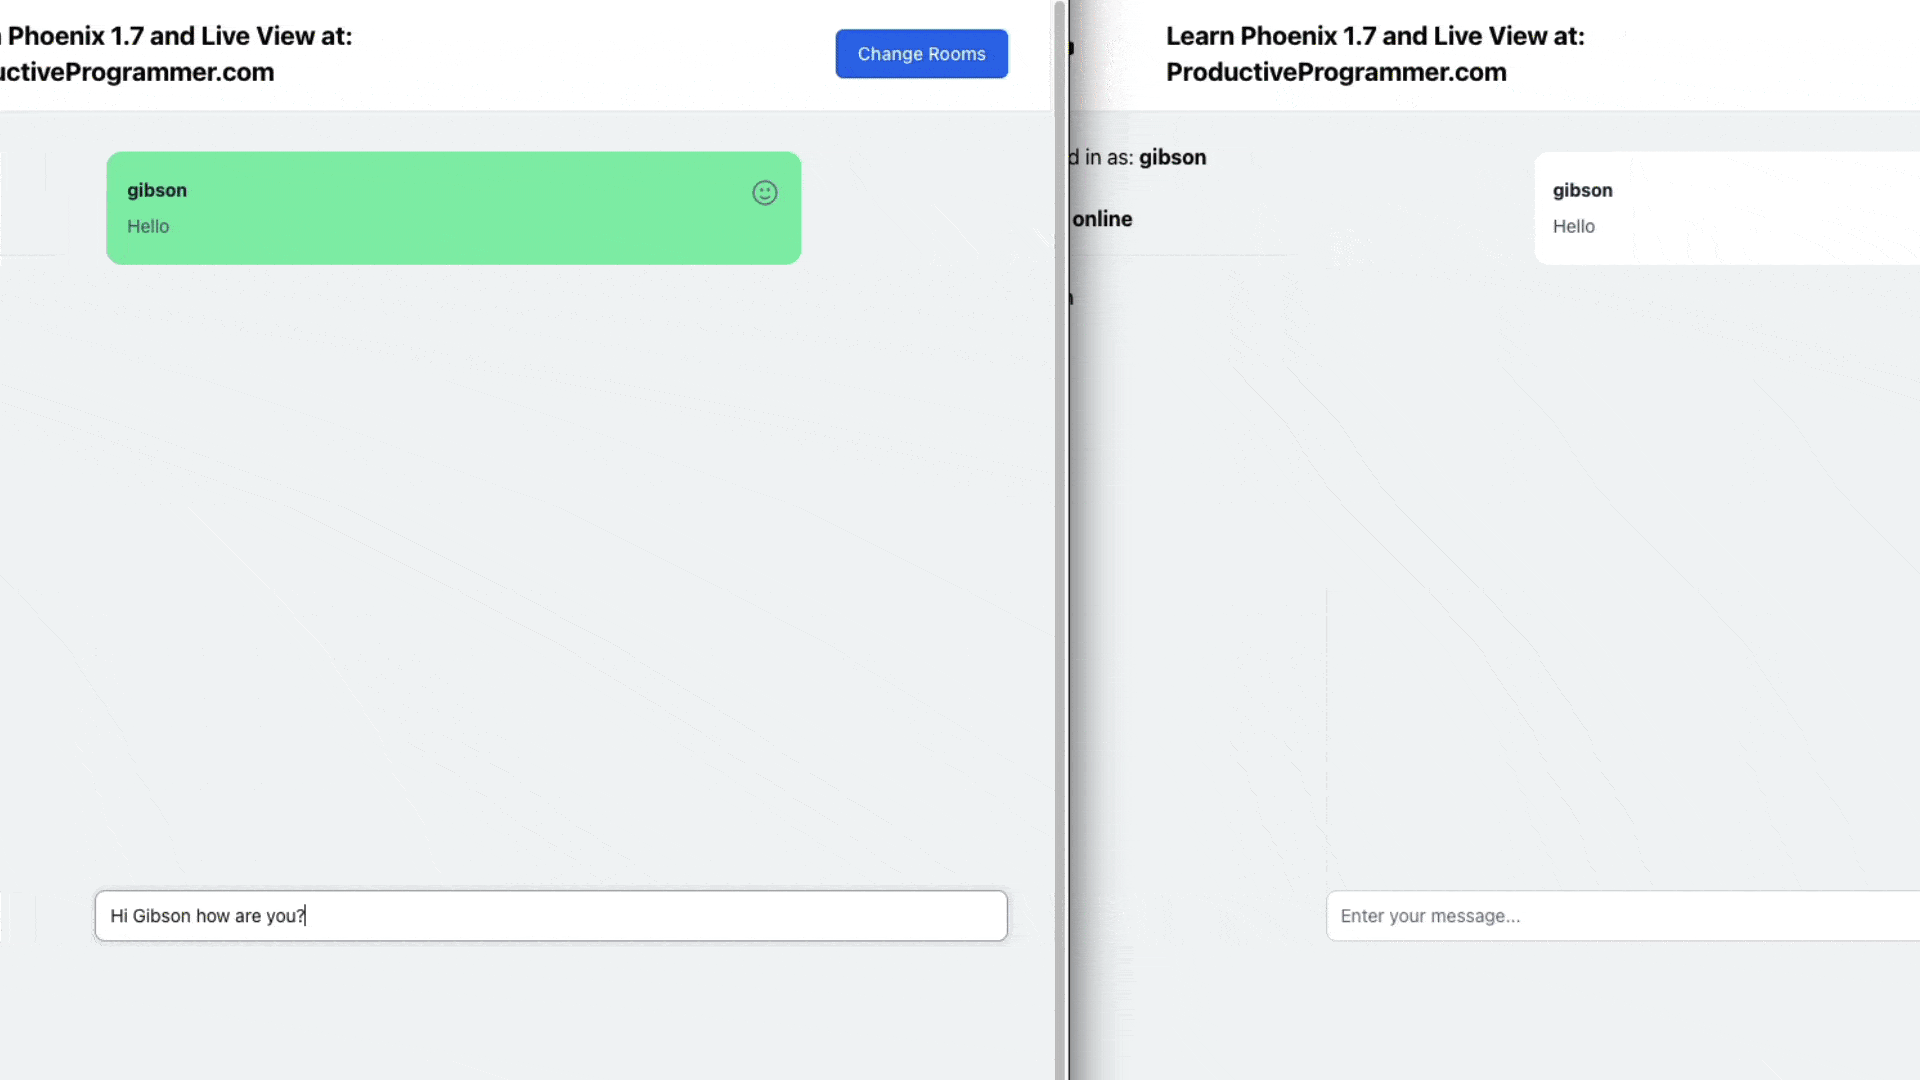 Phoenix 1.7 and Live View at:
uctiveProgrammer.com
Change Rooms
gibson
Hello
Hi Gibson how are you?
Learn Phoenix 1.7 and Live View at:
ProductiveProgrammer.com
d in as: gibson
online
gibson
Hello
Enter your message...